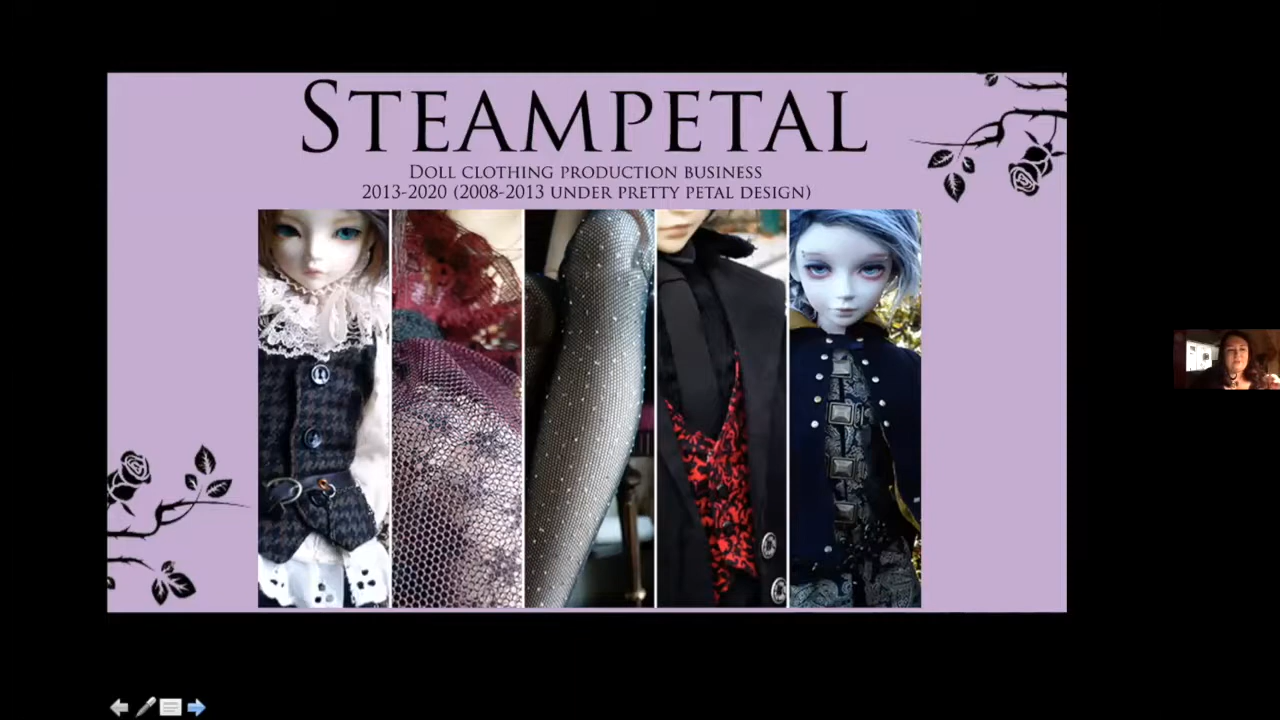 STEAMPETAL
DOLL CLOTHING PRODUCTION BUSINESS
2013-2020 (2008-2013 UNDER PRETTY PETAL DESIGN)